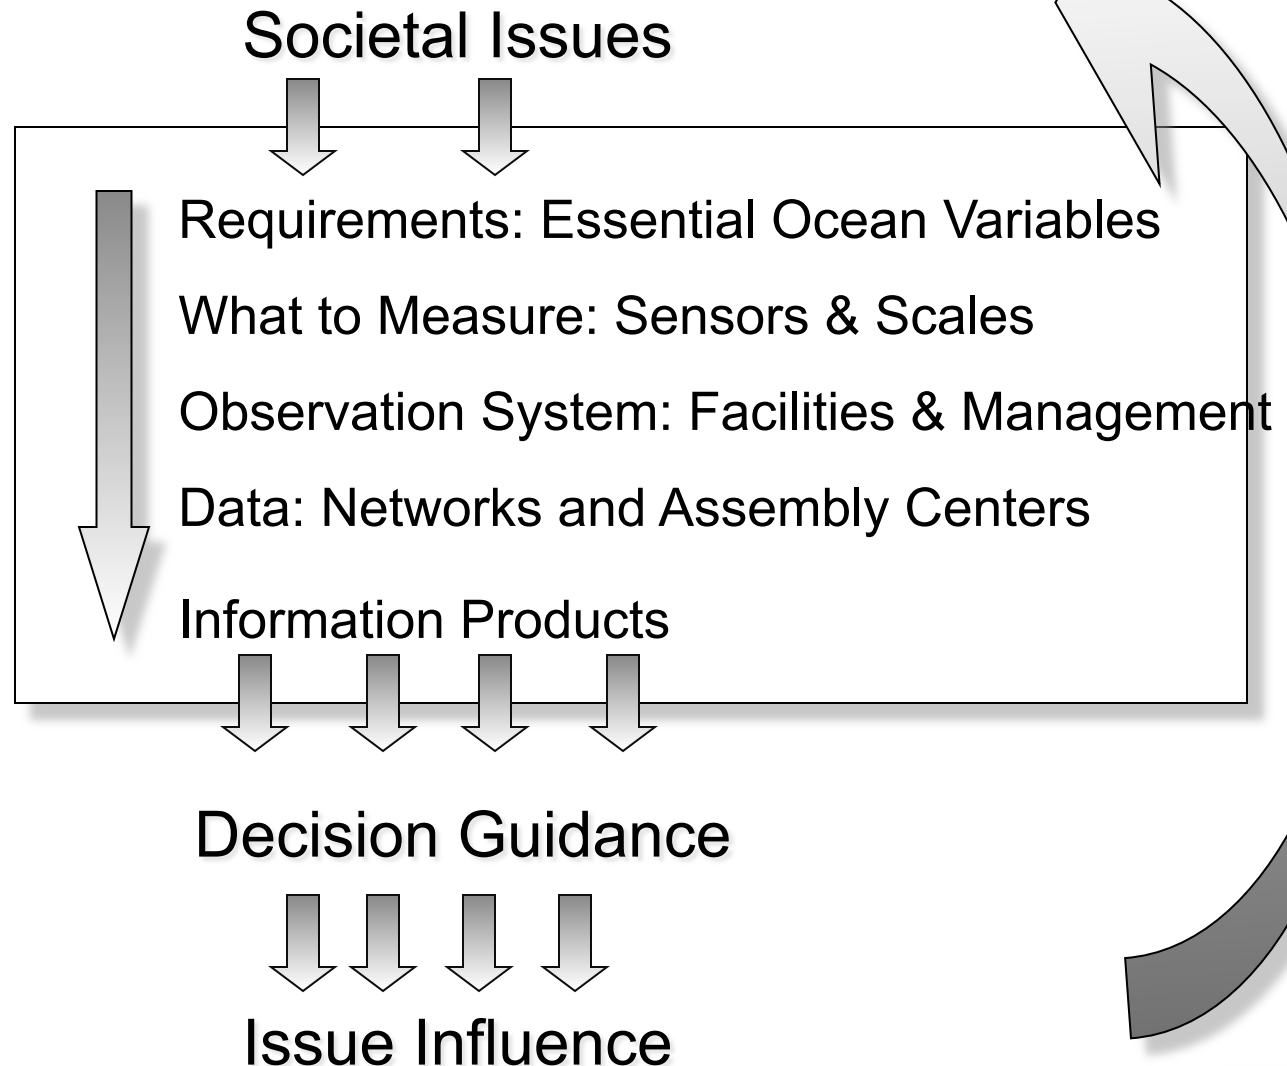 Societal Issues
Requirements: Essential Ocean Variables
What to Measure: Sensors & Scales
Observation System: Facilities & Management
Data: Networks and Assembly Centers
Information Products
Decision Guidance
Issue Influence